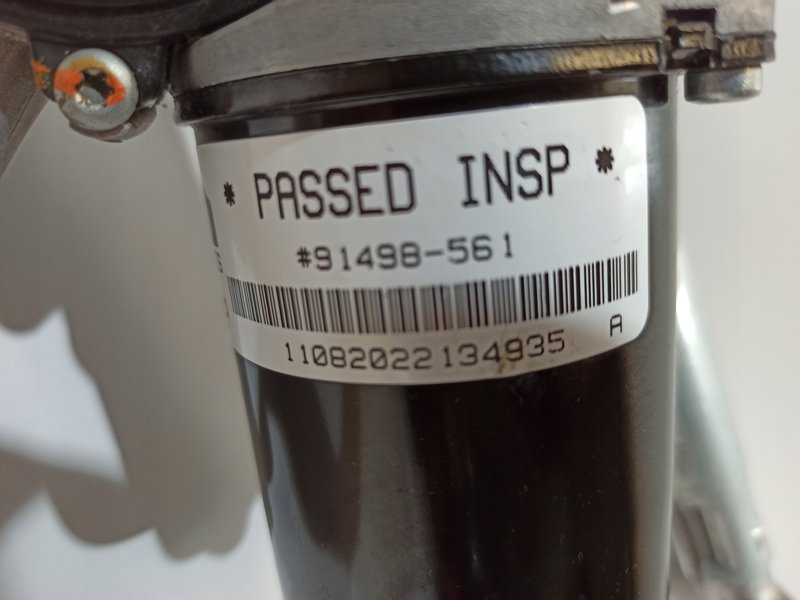 * PASSED INSP *
#91498-561
11082022134935 A